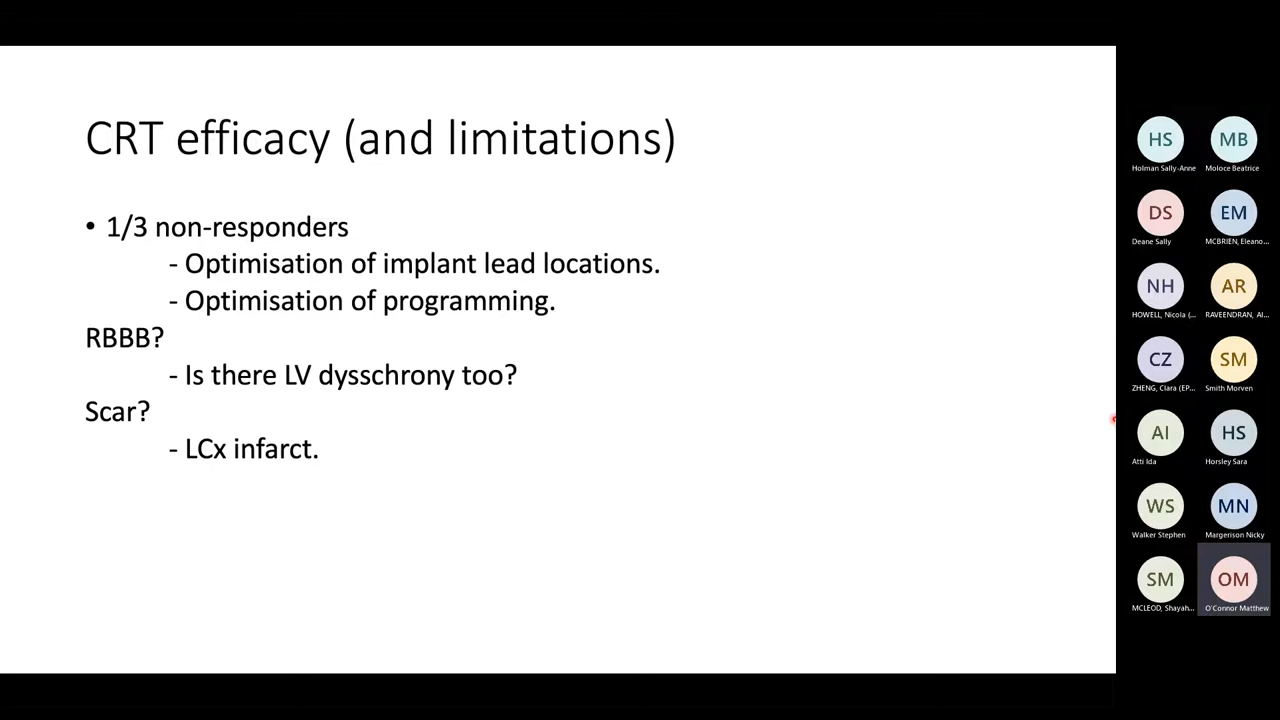 CRT efficacy (and limitations)
• 1/3 non-responders
- Optimisation of implant lead locations.
- Optimisation of programming.
RBBB?
- Is there LV dysschrony too?
Scar?
- LCx infarct.
HS
Holman Sally-Anne
MB
Moloce Beatrice
DS
Deane Sally
EM
MCBRIEN, Eleano...
NH
HOWELL, Nicola (...
AR
RAVEENDRAN, Al...
CZ
ZHENG, Clara (EP...
SM
Smith Morven
AI
Atti Ida
HS
Horsley Sara
WS
Walker Stephen
MN
Margerison Nicky
SM
MCLEOD, Shayah...
OM
O'Connor Matthew